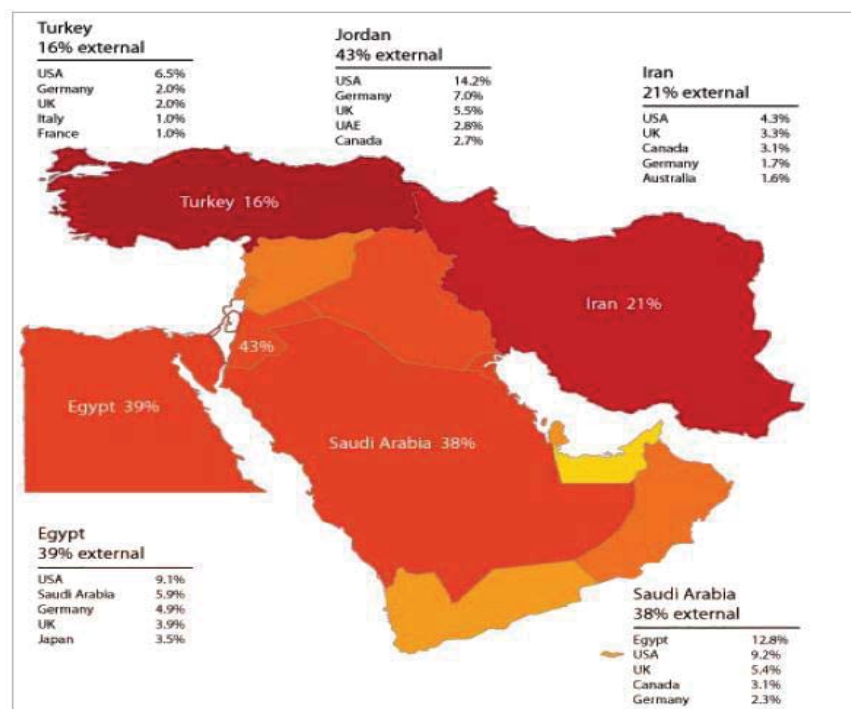 Turkey
16% external
USA 6.5%
Germany 2.0%
UK 2.0%
Italy 1.0%
France 1.0%
Jordan
43% external
USA 14.2%
Germany 7.0%
UK 5.5%
UAE 2.8%
Canada 2.7%
Iran
21% external
USA 4.3%
UK 3.3%
Canada 3.1%
Germany 1.7%
Australia 1.6%
Turkey 16%
Iran 21%
43%
Egypt 39%
Saudi Arabia 38%
Egypt
39% external
USA 9.1%
Saudi Arabia 5.9%
Germany 4.9%
UK 3.9%
Japan 3.5%
Saudi Arabia
38% external
Egypt 12.8%
USA 9.2%
UK 5.4%
Canada 3.1%
Germany 2.3%